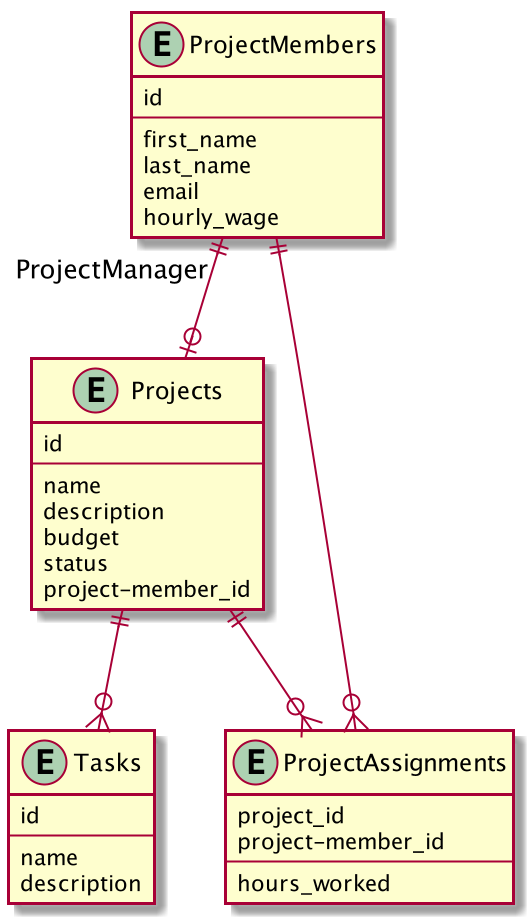 E ProjectMembers
id
first_name
last_name
email
hourly_wage
ProjectManager
E Projects
id
name
description
budget
status
project-member_id
E Tasks
id
name
description
E ProjectAssignments
project_id
project-member_id
hours_worked